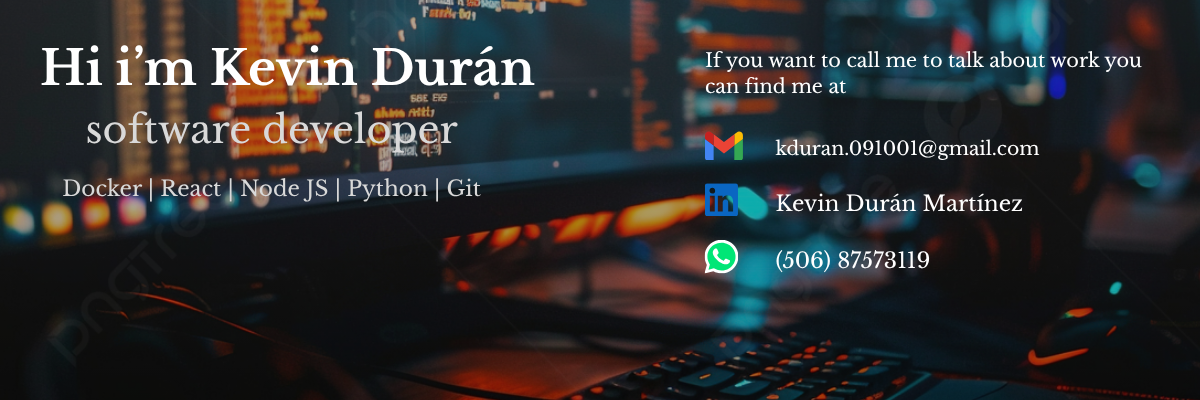 Hi i’m Kevin Durán
software developer
Docker | React | Node JS | Python | Git
If you want to call me to talk about work you
can find me at
kduran.091001@gmail.com
in
Kevin Durán Martínez
(506) 87573119